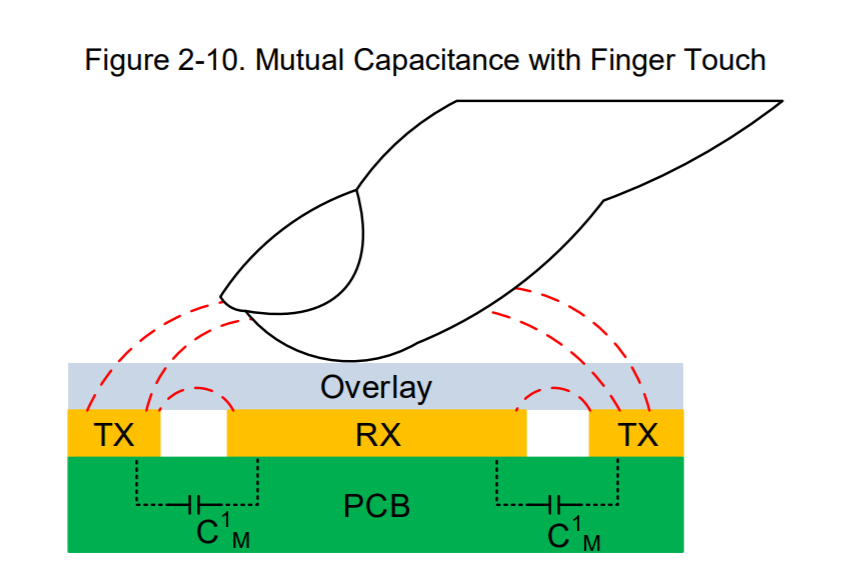 Figure 2-10. Mutual Capacitance with Finger Touch
Overlay
TX
RX
TX
PCB
C¹M
C¹M